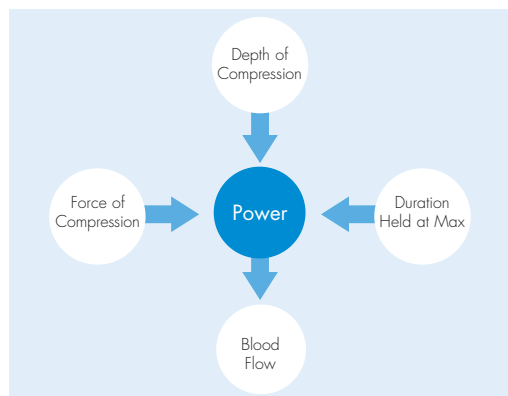 Depth of
Compression
Force of
Compression
Power
Duration
Held at Max
Blood
Flow